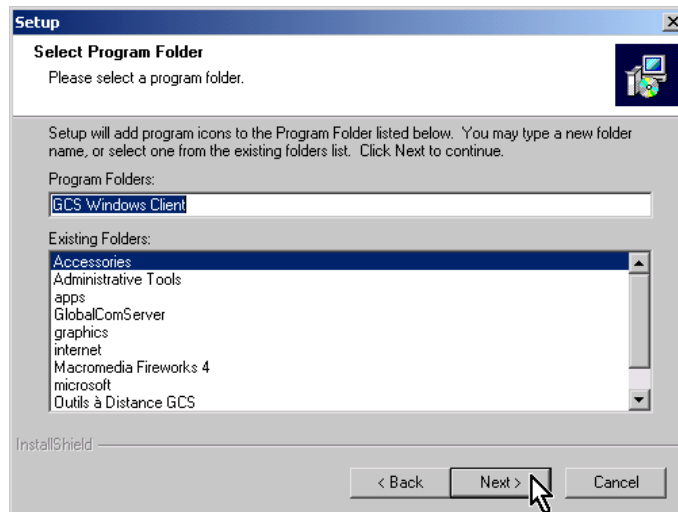 Setup
Select Program Folder
Please select a program folder.
Setup will add program icons to the Program Folder listed below. You may type a new folder
name, or select one from the existing folders list. Click Next to continue.
Program Folders:
GCS Windows Client
Existing Folders:
Accessories
Administrative Tools
apps
GlobalComServer
graphics
internet
Macromedia Fireworks 4
microsoft
Outils à Distance GCS
InstallShield
< Back Next > Cancel